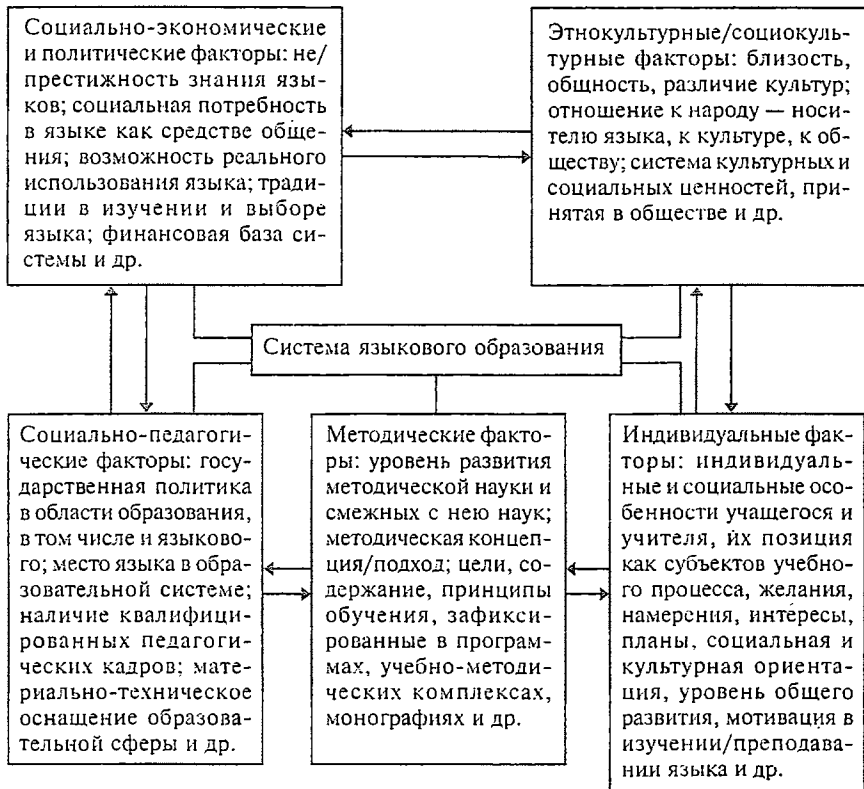 Социально-экономические
и политические факторы: не/
престижность знания язы-
ков; социальная потребность
в языке как средстве обще-
ния; возможность реального
использования языка; тради-
ции в изучении и выборе
языка; финансовая база си-
стемы и др.
Этнокультурные/социокуль-
турные факторы: близость,
общность, различие культур;
отношение к народу — носи-
телю языка, к культуре, к об-
ществу; система культурных и
социальных ценностей, при-
нятая в обществе и др.
Система языкового образования
Социально-педагоги-
ческие факторы: госу-
дарственная политика
в области образования,
в том числе и языково-
го; место языка в обра-
зовательной системе;
наличие квалифици-
рованных педагоги-
ческих кадров; мате-
риально-техническое
оснащение образова-
тельной сферы и др.
Методические факто-
ры: уровень развития
методической науки и
смежных с нею наук;
методическая концеп-
ция/подход; цели, со-
держание, принципы
обучения, зафикси-
рованные в програм-
мах, учебно-методи-
ческих комплексах,
монографиях и др.
Индивидуальные фак-
торы: индивидуаль-
ные и социальные осо-
бенности учащегося и
учителя, их позиция
как субъектов учебно-
го процесса, желания,
намерения, интересы,
планы, социальная и
культурная ориента-
ция, уровень общего
развития, мотивация в
изучении/преподава-
нии языка и др.